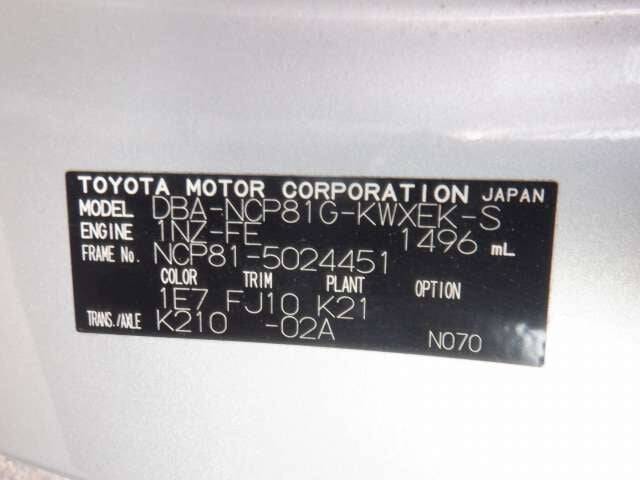 TOYOTA MOTOR CORPORATION JAPAN
MODEL DBA-NCP81G-KWXEK-S
ENGINE 1NZ-FE 1496 mL
FRAME No. NCP81-5024451
COLOR TRIM PLANT OPTION
1E7 FJ10 K21
TRANS./AXLE K210 -02A
N070